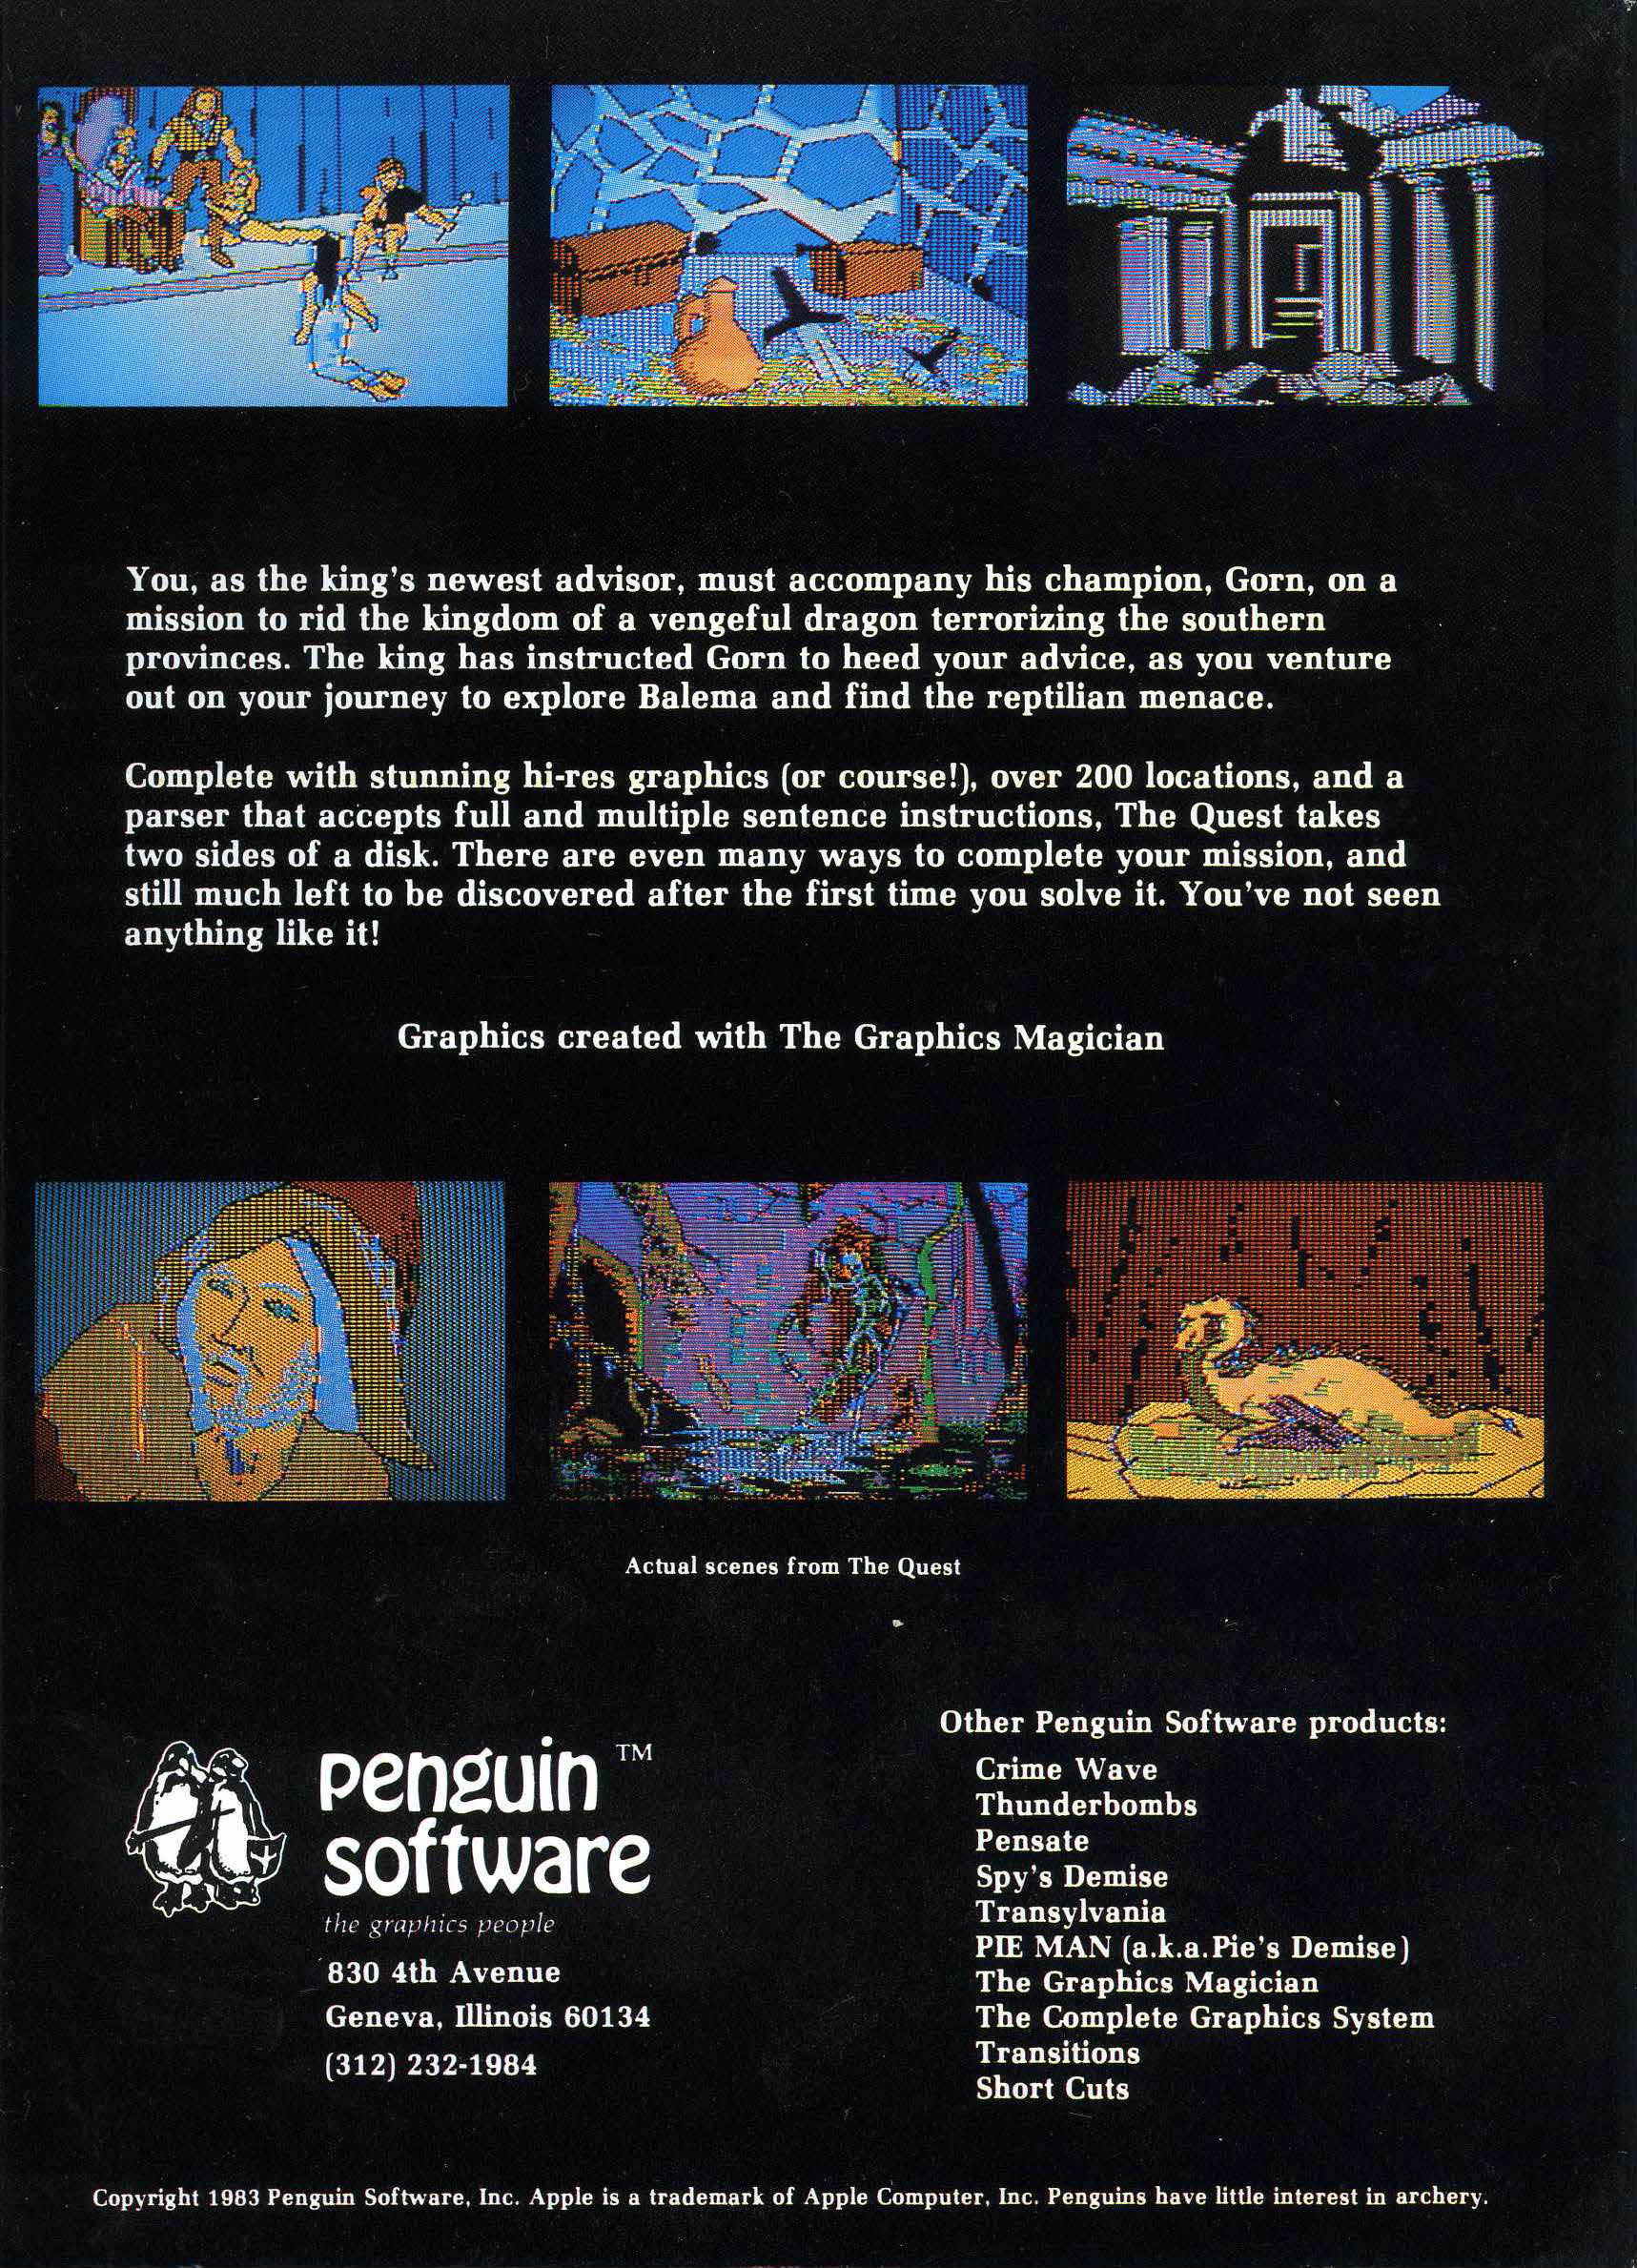 You, as the king's newest advisor, must accompany his champion, Gorn, on a
mission to rid the kingdom of a vengeful dragon terrorizing the southern
provinces. The king has instructed Gorn to heed your advice, as you venture
out on your journey to explore Balema and find the reptilian menace.
Complete with stunning hi-res graphics (or course!), over 200 locations, and a
parser that accepts full and multiple sentence instructions, The Quest takes
two sides of a disk. There are even many ways to complete your mission, and
still much left to be discovered after the first time you solve it. You've not seen
anything like it!
Graphics created with The Graphics Magician
Actual scenes from The Quest
penguin TM
software
the graphics people
830 4th Avenue
Geneva, Illinois 60134
(312) 232-1984
Other Penguin Software products:
Crime Wave
Thunderbombs
Pensate
Spy's Demise
Transylvania
PIE MAN (a.k.a.Pie's Demise)
The Graphics Magician
The Complete Graphics System
Transitions
Short Cuts
Copyright 1983 Penguin Software, Inc. Apple is a trademark of Apple Computer, Inc. Penguins have little interest in archery.